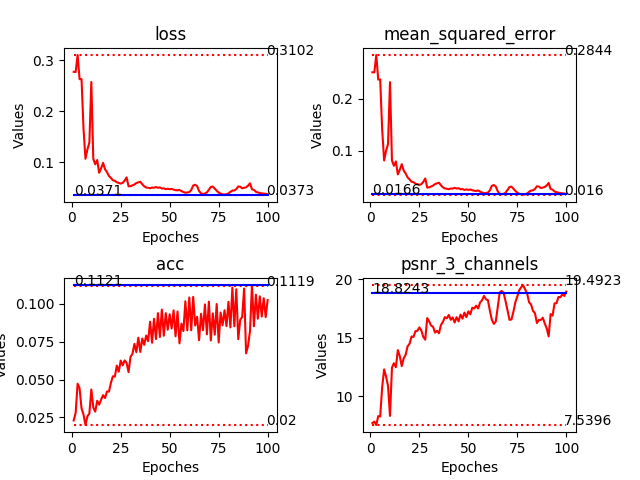 loss
0.3102
0.3
0.2
0.1
Values
0.0371
0.0373
0 25 50 75 100
Epoches
mean_squared_error
0.2844
0.2
0.1
Values
0.0166
0.016
0 25 50 75 100
Epoches
acc
0.1121
0.1119
0.100
0.075
0.050
0.025
Values
0.02
0 25 50 75 100
Epoches
psnr_3_channels
20
19.4923
18.8243
15
10
Values
7.5396
0 25 50 75 100
Epoches